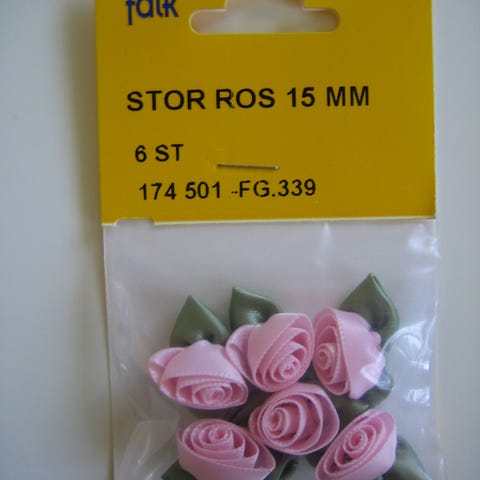 falk
STOR ROS 15 MM
6 ST
174 501 -FG.339